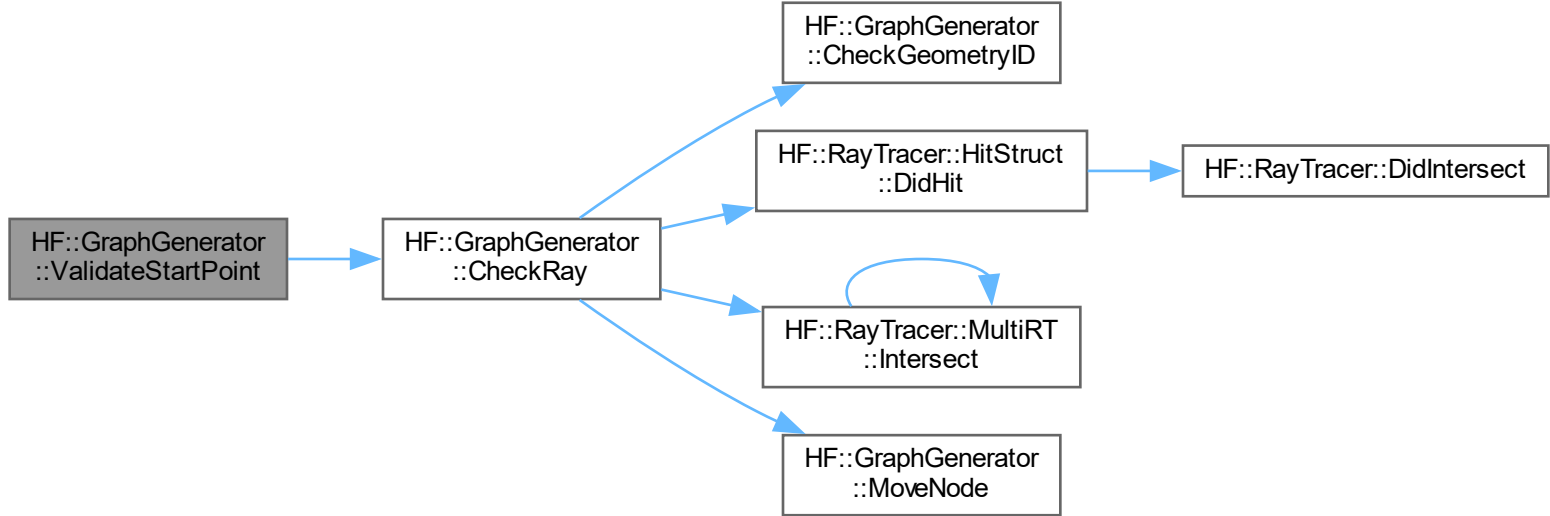 HF::GraphGenerator
::ValidateStartPoint
HF::GraphGenerator
::CheckRay
HF::GraphGenerator
::CheckGeometryID
HF::RayTracer::HitStruct
::DidHit
HF::RayTracer::DidIntersect
HF::RayTracer::MultiRT
::Intersect
HF::GraphGenerator
::MoveNode